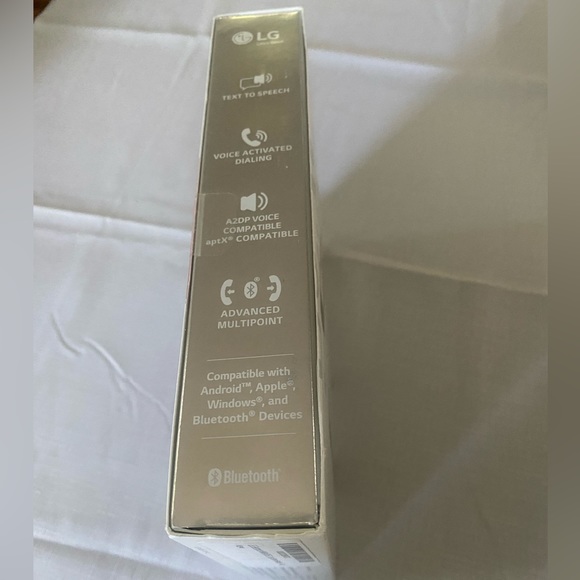 LG
TEXT TO SPEECH
VOICE ACTIVATED
DIALING
A2DP VOICE
COMPATIBLE
aptX® COMPATIBLE
ADVANCED
MULTIPOINT
Compatible with
Android™, Apple®,
Windows®, and
Bluetooth® Devices
Bluetooth®